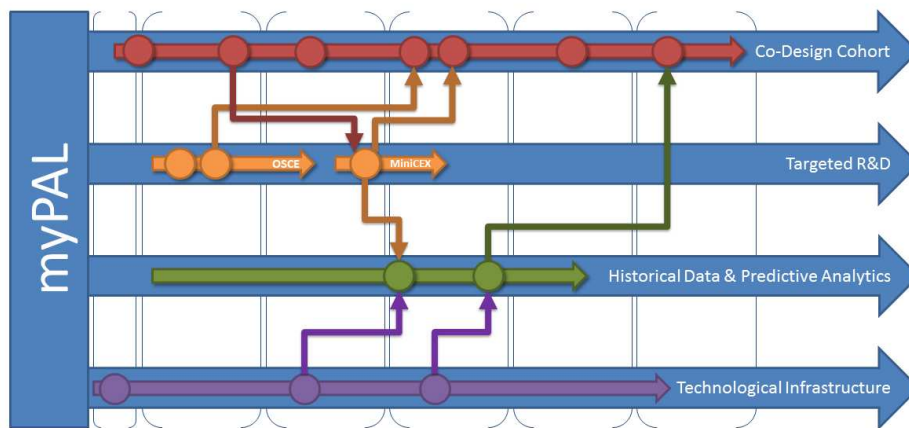 myPAL
Co-Design Cohort
OSCE
MiniCEX
Targeted R&D
Historical Data & Predictive Analytics
Technological Infrastructure